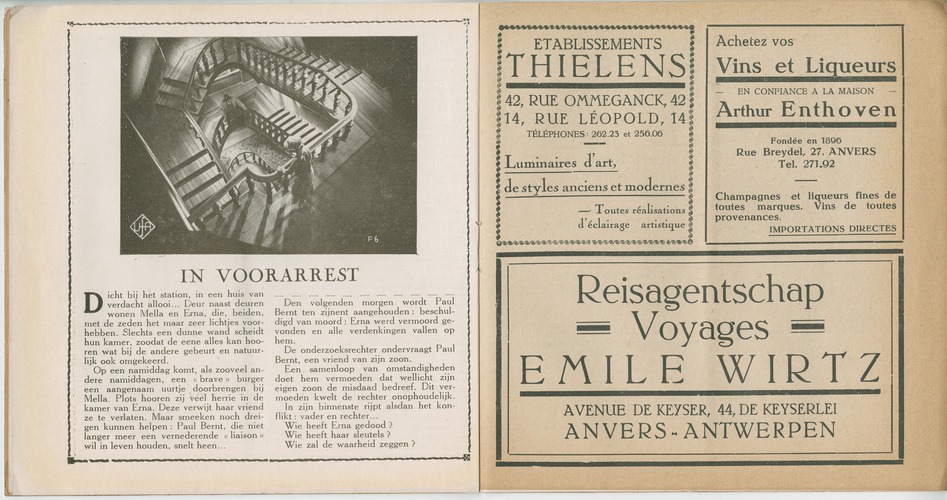 UFA
F6
IN VOORARREST
Dicht bij het station, in een huis van
verdacht allooi... Deur naast deuren
wonen Mella en Erna, die, beiden,
met de zeden het maar zeer lichtjes voor-
hebben. Slechts een dunne wand scheidt
hun kamer, zoodat de eene alles kan hoo-
ren wat bij de andere gebeurt en natuur-
lijk ook omgekeerd.
Op een namiddag komt, als zooveel an-
dere namiddagen, een « brave » burger
een aangenaam uurtje doorbrengen bij
Mella. Plots hooren zij véél herrie in de
kamer van Erna. Deze verwijt haar vriend
ze te verlaten. Maar smeeken noch drei-
gen kunnen helpen : Paul Bernt, die niet
langer meer een vernederende « liaison »
wil in leven houden, snelt heen...
Den volgenden morgen wordt Paul
Bernt ten zijnent aangehouden : beschul-
digd van moord : Erna werd vermoord ge-
vonden en alle verdenkingen vallen op
hem.
De onderzoeksrechter ondervraagt Paul
Bernt, een vriend van zijn zoon.
Een samenloop van omstandigheden
doet hem vermoeden dat wellicht zijn
eigen zoon de misdaad bedreef. Dit ver-
moeden kwelt de rechter onophoudelijk.
In zijn binnenste rijpt alsdan het kon-
flikt : vader en rechter...
Wie heeft Erna gedood ?
Wie heeft haar sleutels ?
Wie zal de waarheid zeggen ?
ETABLISSEMENTS
THIELENS
42, RUE OMMEGANCK, 42
14, RUE LÉOPOLD, 14
TÉLÉPHONES : 262.23 et 256.06
Luminaires d'art,
de styles anciens et modernes
— Toutes réalisations
d'éclairage artistique
Achetez vos
Vins et Liqueurs
— EN CONFIANCE A LA MAISON —
Arthur Enthoven
Fondée en 1896
Rue Breydel, 27, ANVERS
Tel. 271.92
Champagnes et liqueurs fines de
toutes marques. Vins de toutes
provenances.
IMPORTATIONS DIRECTES
Reisagentschap
Voyages
EMILE WIRTZ
AVENUE DE KEYSER, 44, DE KEYSERLEI
ANVERS - ANTWERPEN